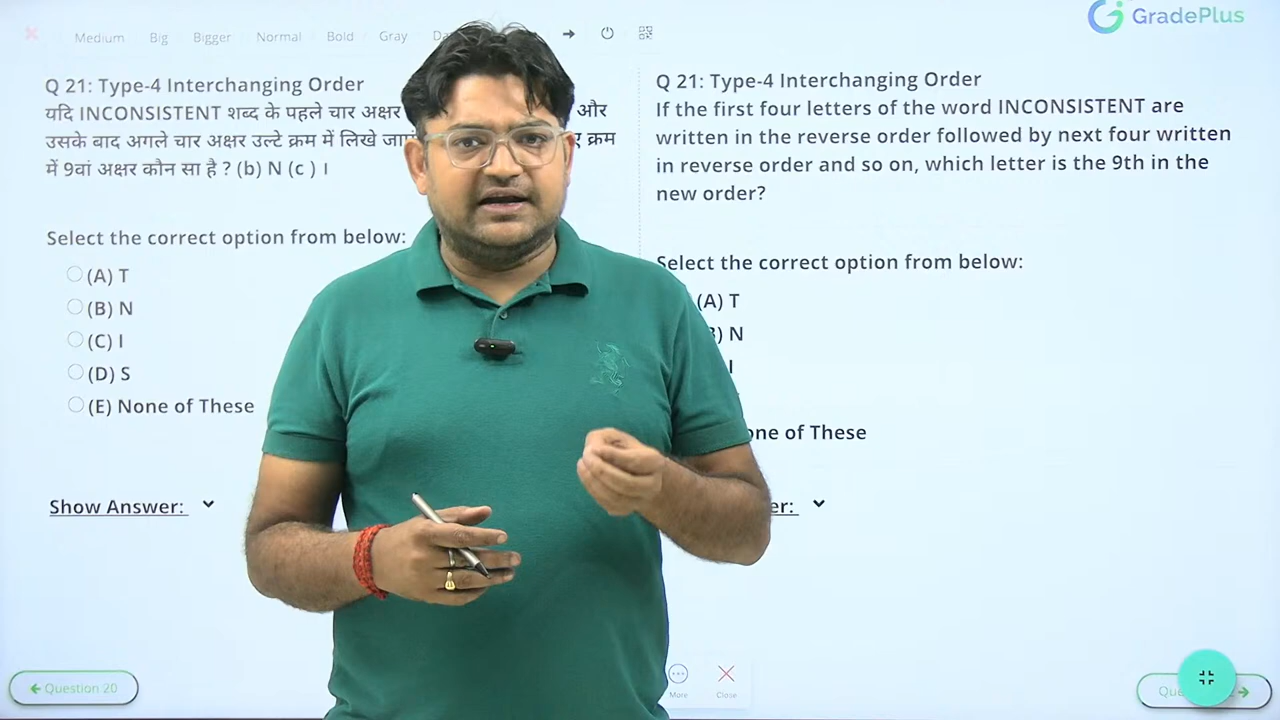 Medium Big Bigger Normal Bold Gray
GradePlus
Q 21: Type-4 Interchanging Order
यदि INCONSISTENT शब्द के पहले चार अक्षर और
उसके बाद अगले चार अक्षर उल्टे क्रम में लिखे क्रम
में 9वां अक्षर कौन सा है ? (b) N (c ) I
Select the correct option from below:
(A) T
(B) N
(C) I
(D) S
(E) None of These
Show Answer:
Question 20
Q 21: Type-4 Interchanging Order
If the first four letters of the word INCONSISTENT are
written in the reverse order followed by next four written
in reverse order and so on, which letter is the 9th in the
new order?
Select the correct option from below:
(A) T
N
I
of These
More Close